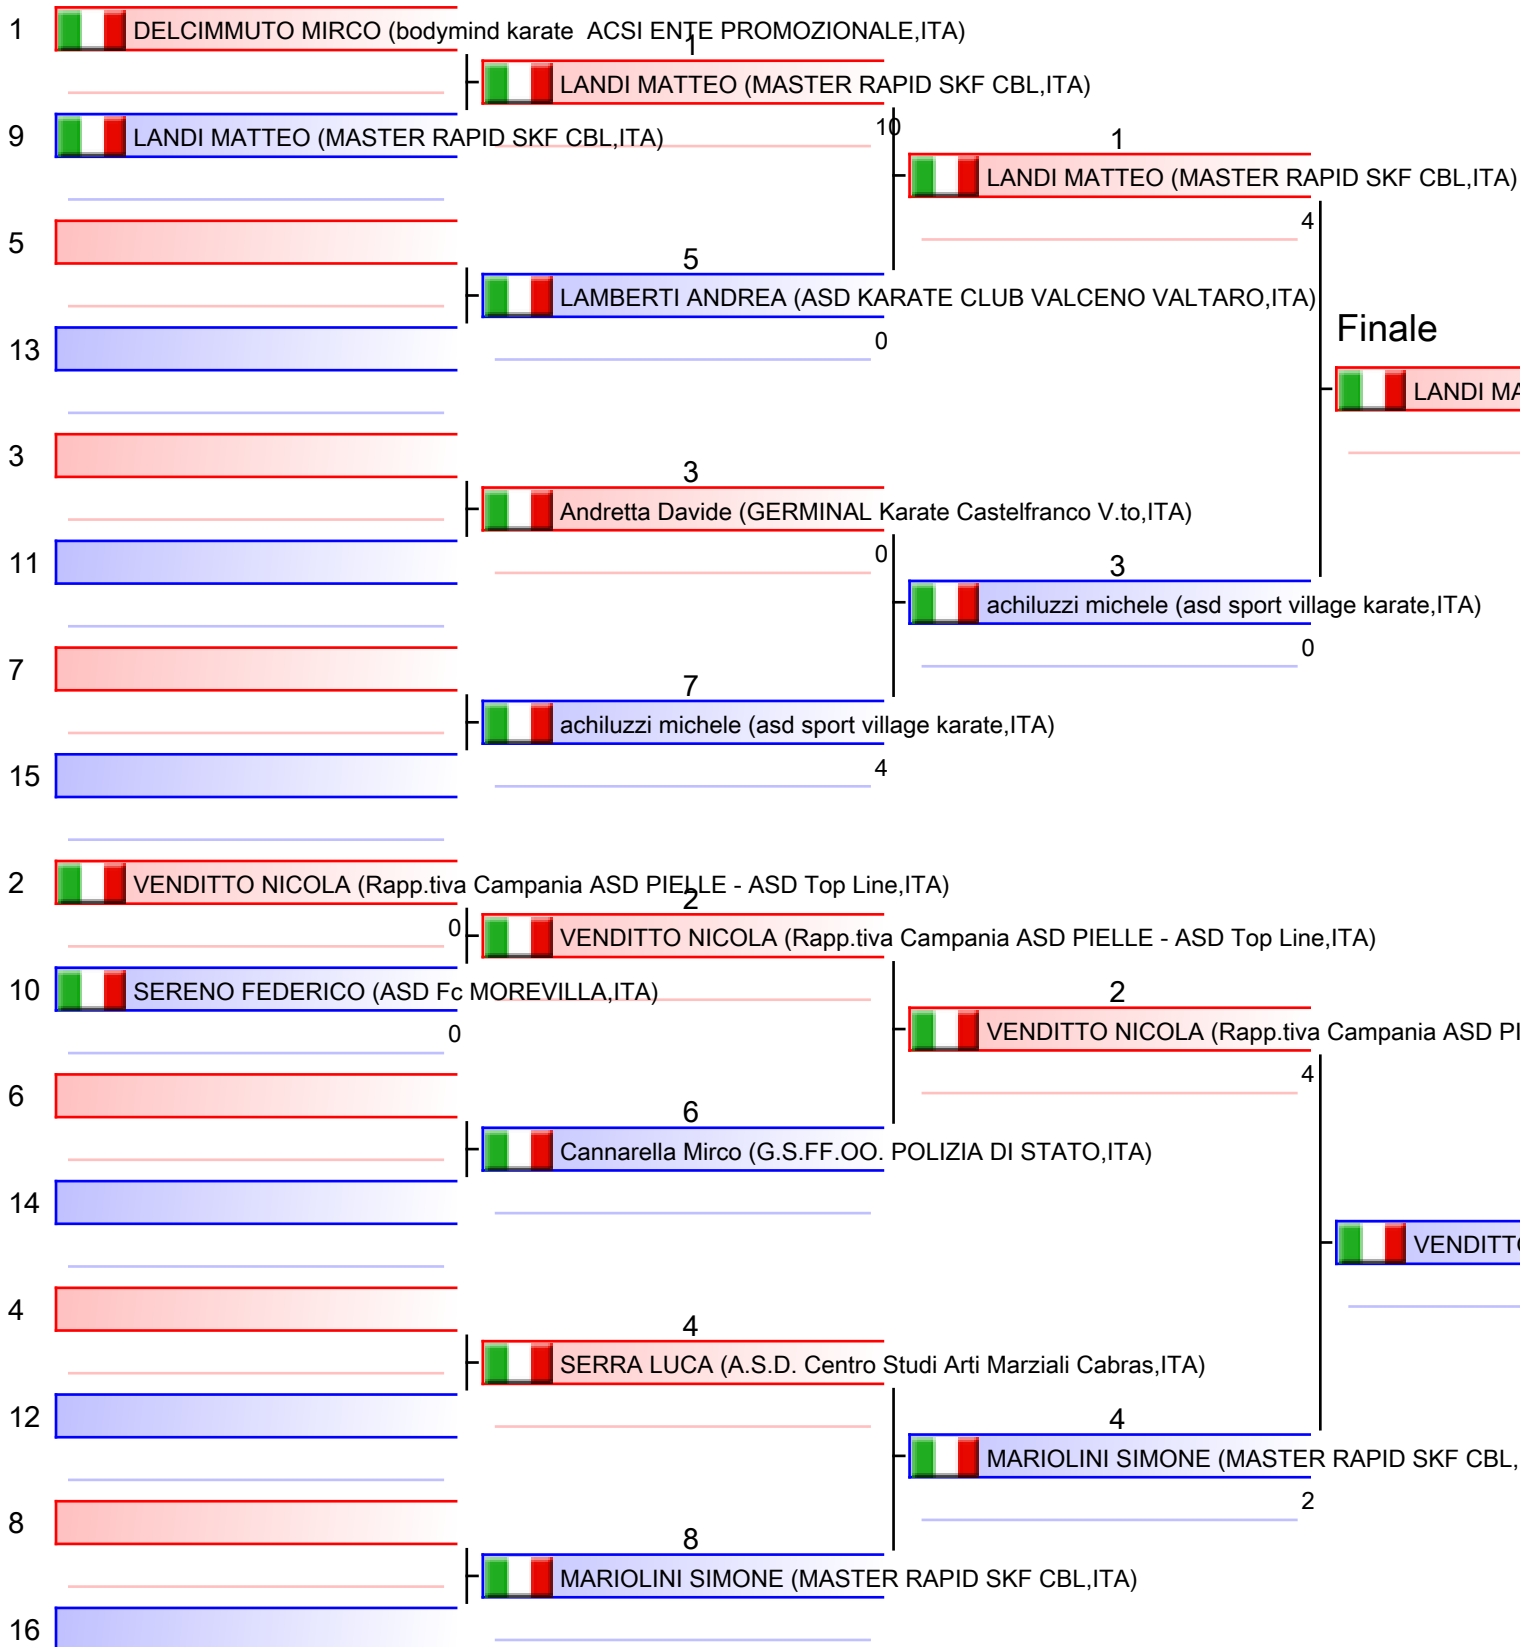 1 DELCIMMUTO MIRCO (bodymind karate  ACSI ENTE PROMOZIONALE,ITA)
1
LANDI MATTEO (MASTER RAPID SKF CBL,ITA)
10
9 LANDI MATTEO (MASTER RAPID SKF CBL,ITA)
1
LANDI MATTEO (MASTER RAPID SKF CBL,ITA)
4
5
5
LAMBERTI ANDREA (ASD KARATE CLUB VALCENO VALTARO,ITA)
0
13
Finale
LANDI MA
3
3
Andretta Davide (GERMINAL Karate Castelfranco V.to,ITA)
0
11
3
achiluzzi michele (asd sport village karate,ITA)
0
7
7
achiluzzi michele (asd sport village karate,ITA)
4
15
2 VENDITTO NICOLA (Rapp.tiva Campania ASD PIELLE - ASD Top Line,ITA)
0
2
VENDITTO NICOLA (Rapp.tiva Campania ASD PIELLE - ASD Top Line,ITA)
10 SERENO FEDERICO (ASD Fc MOREVILLA,ITA)
0
2
VENDITTO NICOLA (Rapp.tiva Campania ASD PI
4
6
6
Cannarella Mirco (G.S.FF.OO. POLIZIA DI STATO,ITA)
14
VENDITTO
4
4
SERRA LUCA (A.S.D. Centro Studi Arti Marziali Cabras,ITA)
12
4
MARIOLINI SIMONE (MASTER RAPID SKF CBL,
2
8
8
MARIOLINI SIMONE (MASTER RAPID SKF CBL,ITA)
16